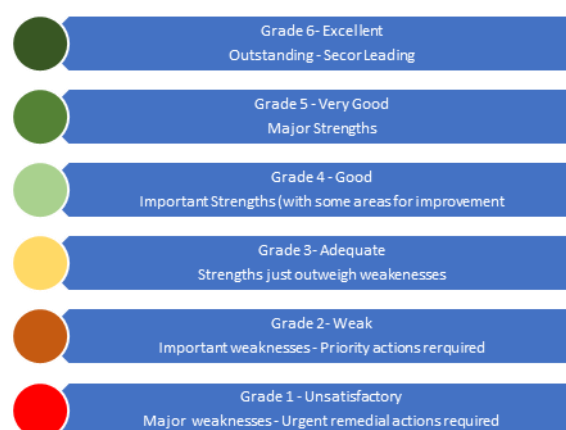 Grade 6- Excellent
Outstanding - Secor Leading
Grade 5 - Very Good
Major Strengths
Grade 4 - Good
Important Strengths (with some areas for improvement
Grade 3- Adequate
Strengths just outweigh weakenesses
Grade 2- Weak
Important weaknesses - Priority actions rerquired
Grade 1 - Unsatisfactory
Major weaknesses - Urgent remedial actions required